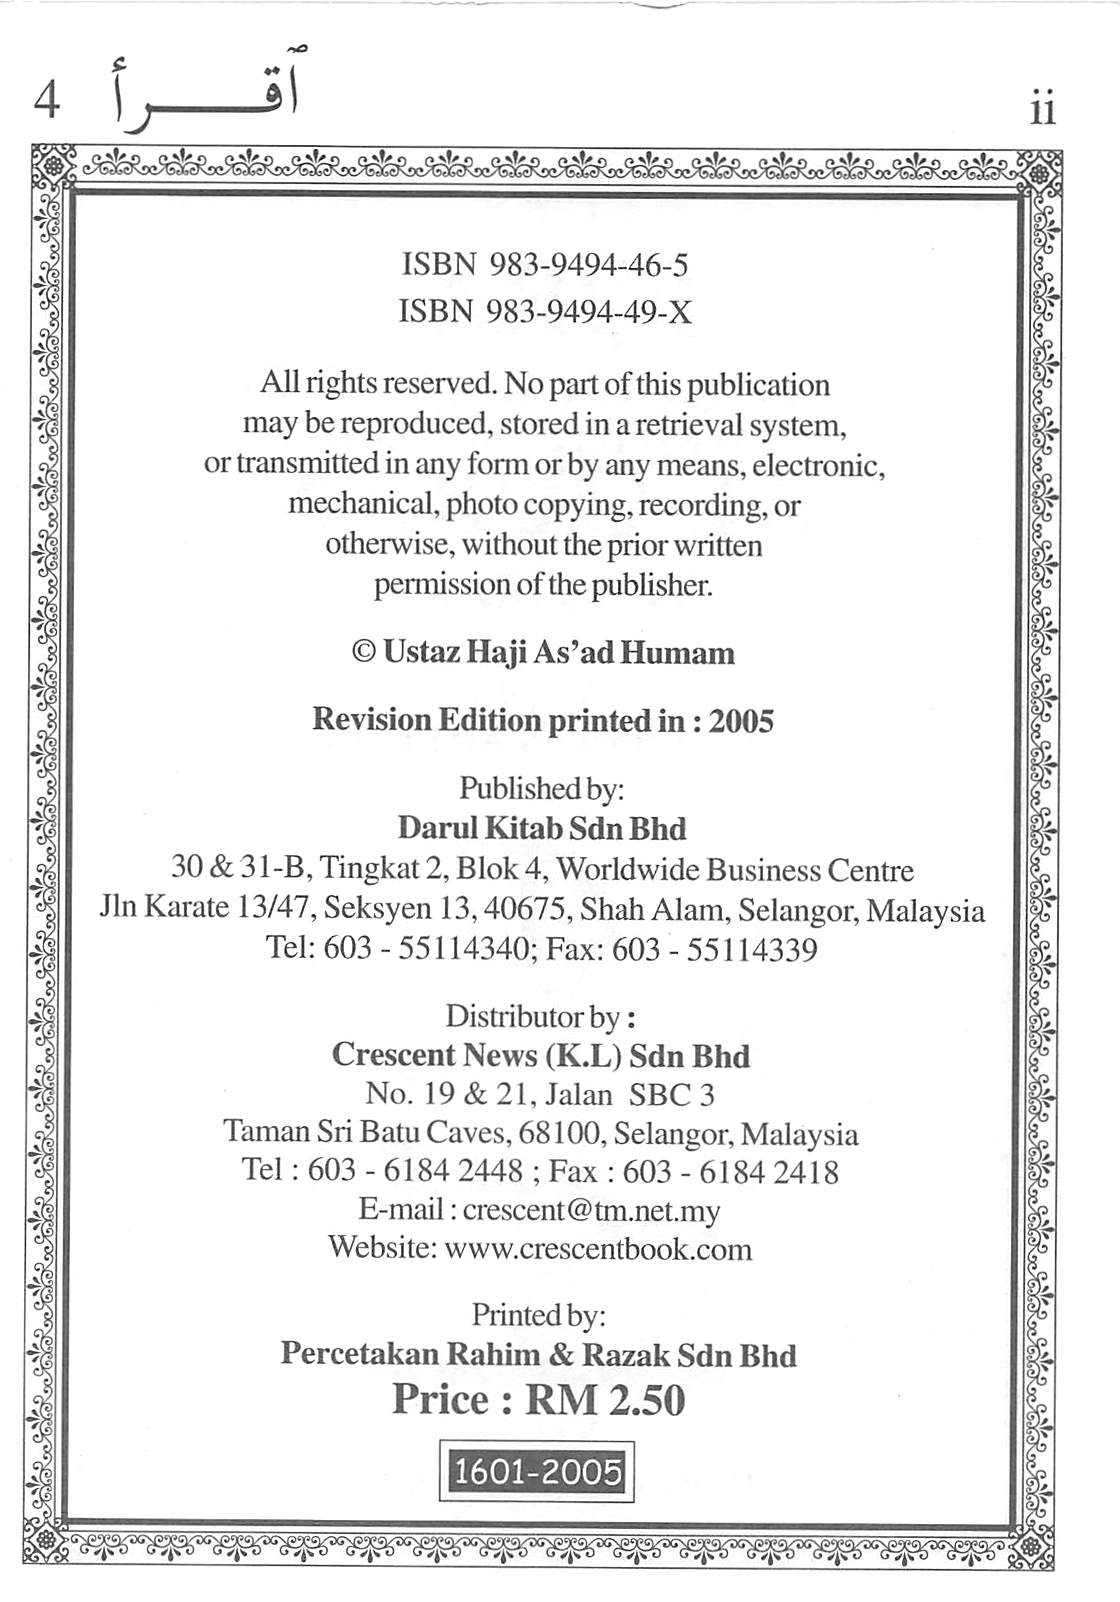 4 ٱقـــرأ ii
ISBN 983-9494-46-5
ISBN 983-9494-49-X
All rights reserved. No part of this publication
may be reproduced, stored in a retrieval system,
or transmitted in any form or by any means, electronic,
mechanical, photo copying, recording, or
otherwise, without the prior written
permission of the publisher.
© Ustaz Haji As’ad Humam
Revision Edition printed in : 2005
Published by:
Darul Kitab Sdn Bhd
30 & 31-B, Tingkat 2, Blok 4, Worldwide Business Centre
Jln Karate 13/47, Seksyen 13, 40675, Shah Alam, Selangor, Malaysia
Tel: 603 - 55114340; Fax: 603 - 55114339
Distributor by :
Crescent News (K.L) Sdn Bhd
No. 19 & 21, Jalan SBC 3
Taman Sri Batu Caves, 68100, Selangor, Malaysia
Tel : 603 - 6184 2448 ; Fax : 603 - 6184 2418
E-mail : crescent@tm.net.my
Website: www.crescentbook.com
Printed by:
Percetakan Rahim & Razak Sdn Bhd
Price : RM 2.50
1601-2005